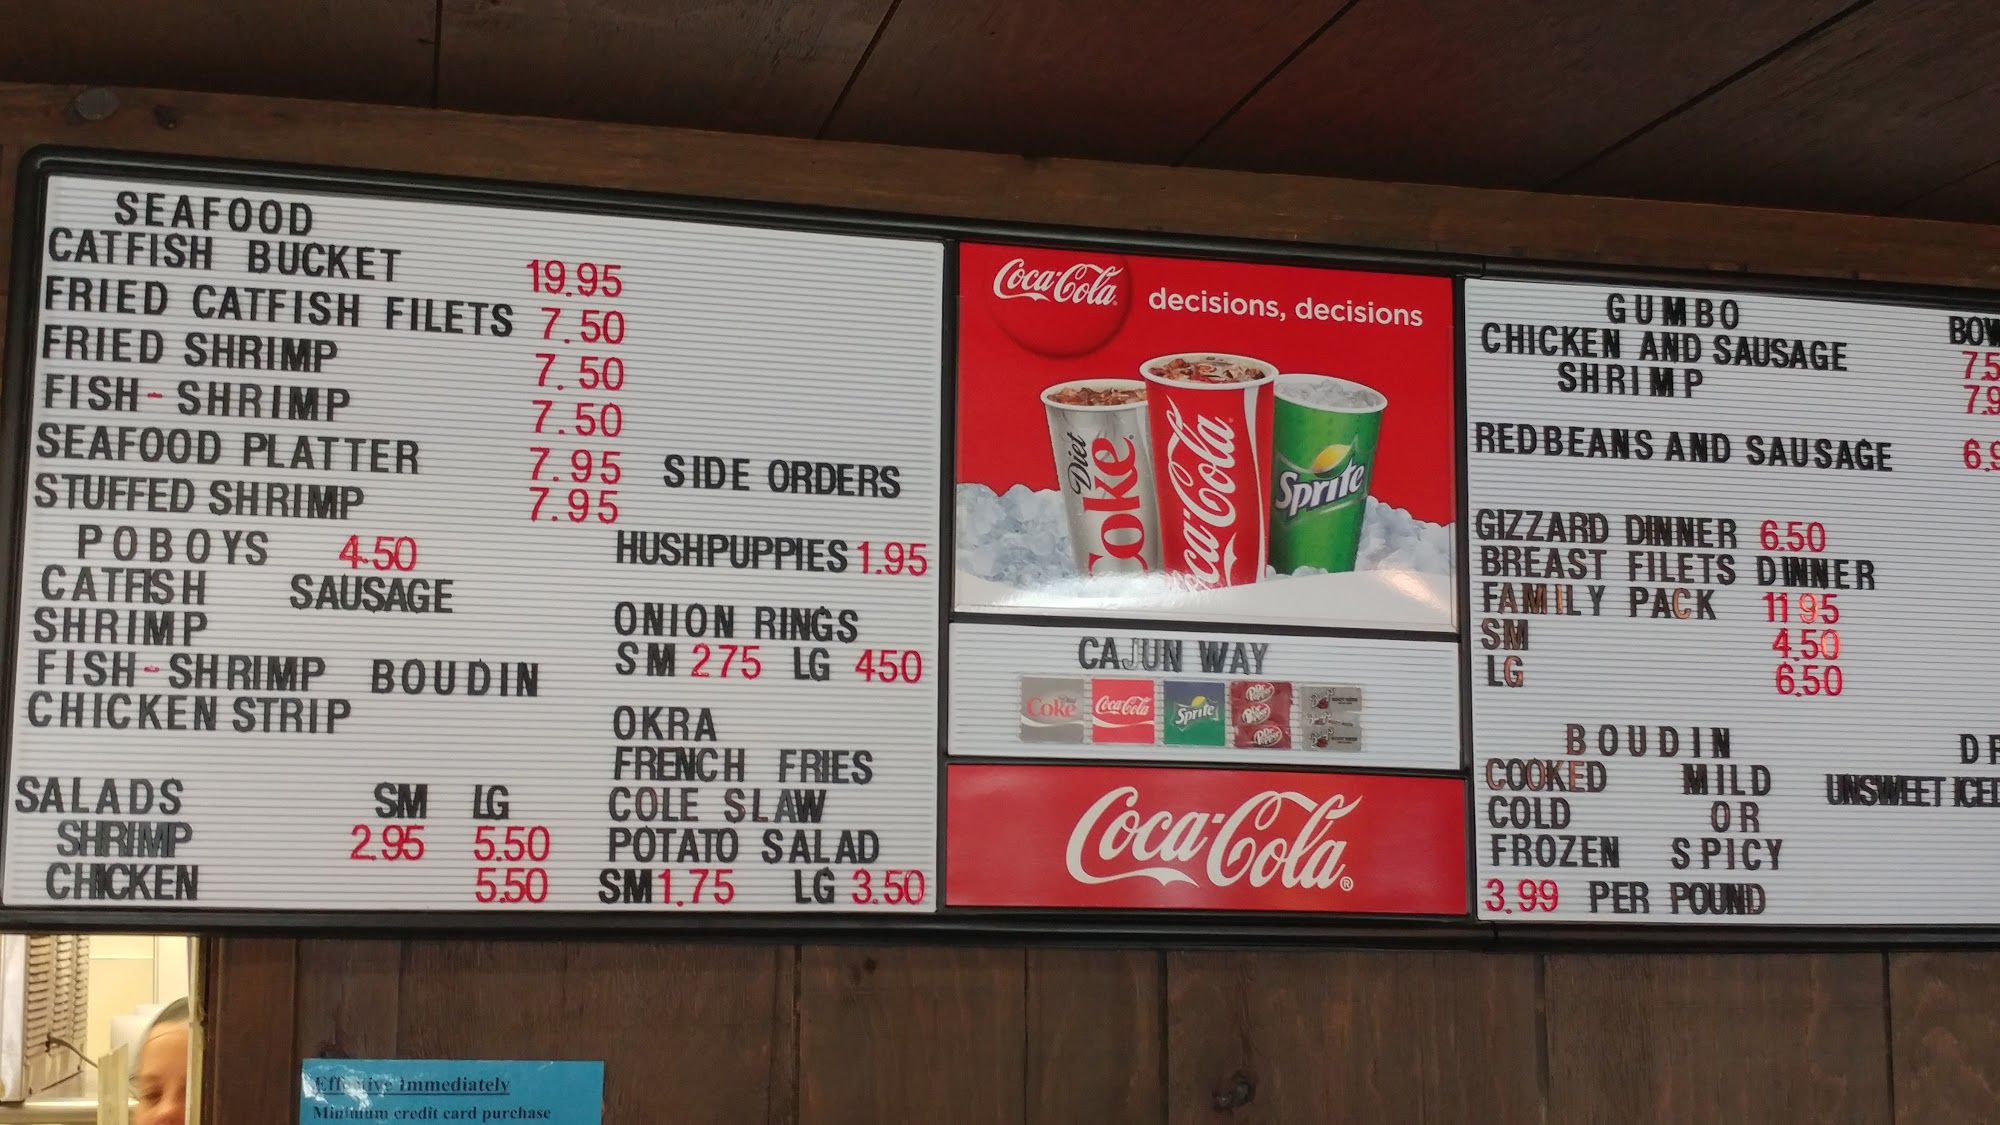 SEAFOOD
CATFISH BUCKET 19.95
FRIED CATFISH FILETS 7.50
FRIED SHRIMP 7.50
FISH-SHRIMP 7.50
SEAFOOD PLATTER 7.95
STUFFED SHRIMP 7.95
POBOYS 4.50
CATFISH SAUSAGE
SHRIMP
FISH-SHRIMP BOUDIN
CHICKEN STRIP
SALADS SM LG
SHRIMP 2.95 5.50
CHICKEN 5.50
SIDE ORDERS
HUSHPUPPIES 1.95
ONION RINGS
SM 275 LG 450
OKRA
FRENCH FRIES
COLE SLAW
POTATO SALAD
SM 1.75 LG 3.50
Coca-Cola decisions, decisions
Diet Coke
Coca-Cola
Sprite
CAJUN WAY
Coke Coca-Cola Sprite Dr Pepper
Coca-Cola®
GUMBO
CHICKEN AND SAUSAGE
SHRIMP
REDBEANS AND SAUSAGE
GIZZARD DINNER 6.50
BREAST FILETS DINNER
FAMILY PACK 11 95
SM 4.50
LG 6.50
BOUDIN
COOKED MILD
COLD OR
FROZEN SPICY
3.99 PER POUND
UNSWEET ICED
Effective immediately
Minimum credit card purchase